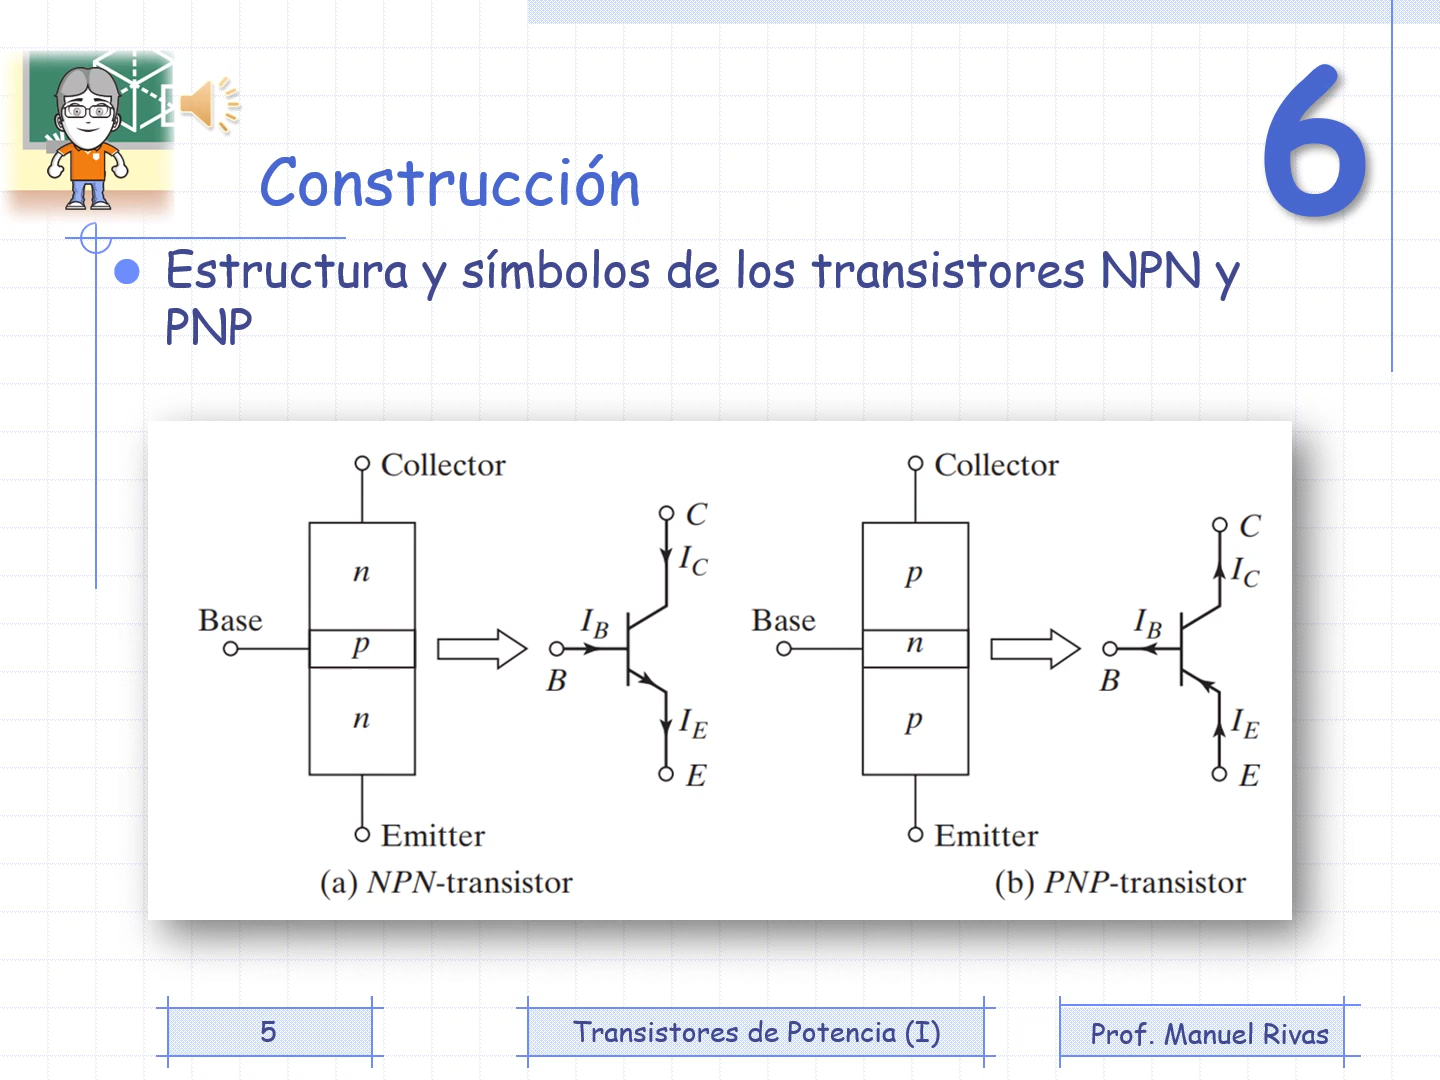 6
Construcción
Estructura y símbolos de los transistores NPN y
PNP
Collector
n
Base
p
n
Emitter
C
I_C
I_B
B
I_E
E
(a) NPN-transistor
Collector
p
Base
n
p
Emitter
C
I_C
I_B
B
I_E
E
(b) PNP-transistor
5
Transistores de Potencia (I)
Prof. Manuel Rivas